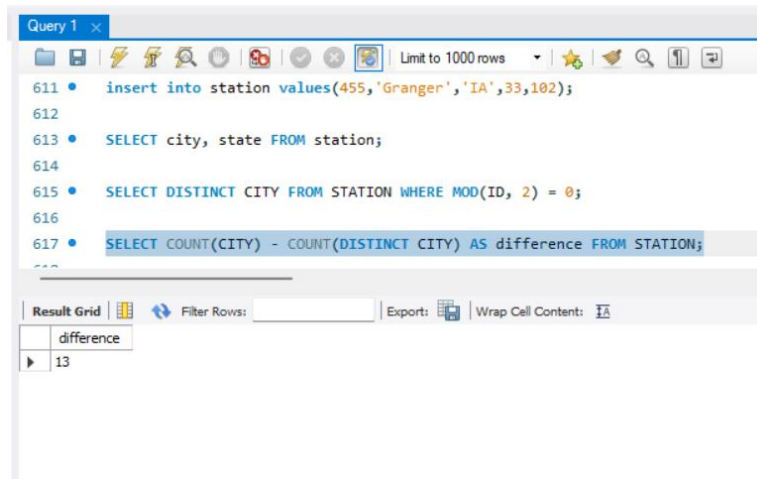 Query 1
Limit to 1000 rows
611 insert into station values(455,'Granger','IA',33,102);
612
613 SELECT city, state FROM station;
614
615 SELECT DISTINCT CITY FROM STATION WHERE MOD(ID, 2) = 0;
616
617 SELECT COUNT(CITY) - COUNT(DISTINCT CITY) AS difference FROM STATION;
Result Grid Filter Rows: Export: Wrap Cell Content: IA
difference
13